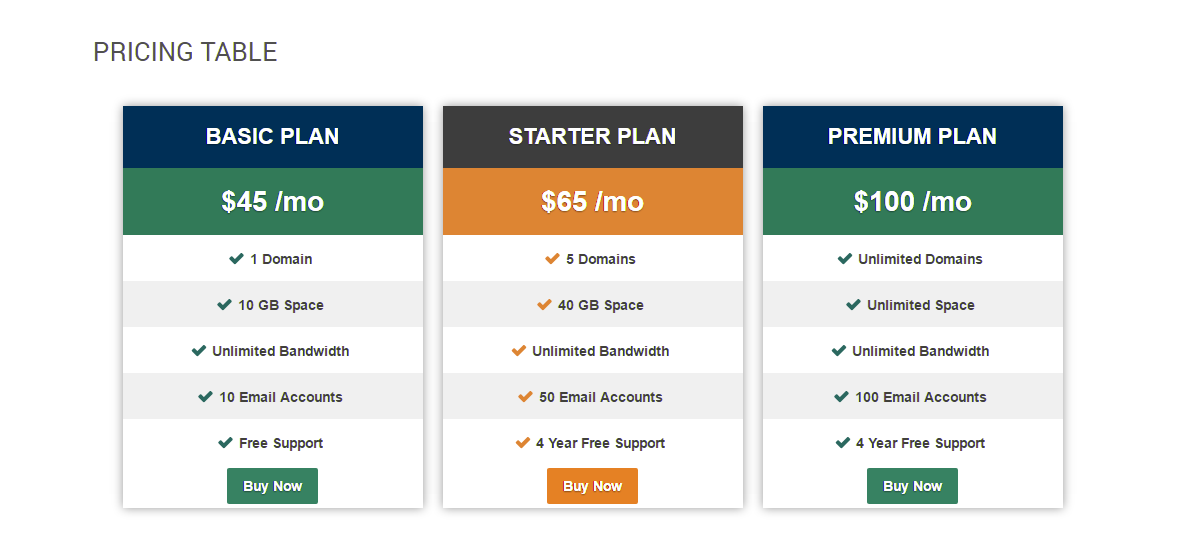 PRICING TABLE
BASIC PLAN
$45 /mo
1 Domain
10 GB Space
Unlimited Bandwidth
10 Email Accounts
Free Support
Buy Now
STARTER PLAN
$65 /mo
5 Domains
40 GB Space
Unlimited Bandwidth
50 Email Accounts
4 Year Free Support
Buy Now
PREMIUM PLAN
$100 /mo
Unlimited Domains
Unlimited Space
Unlimited Bandwidth
100 Email Accounts
4 Year Free Support
Buy Now